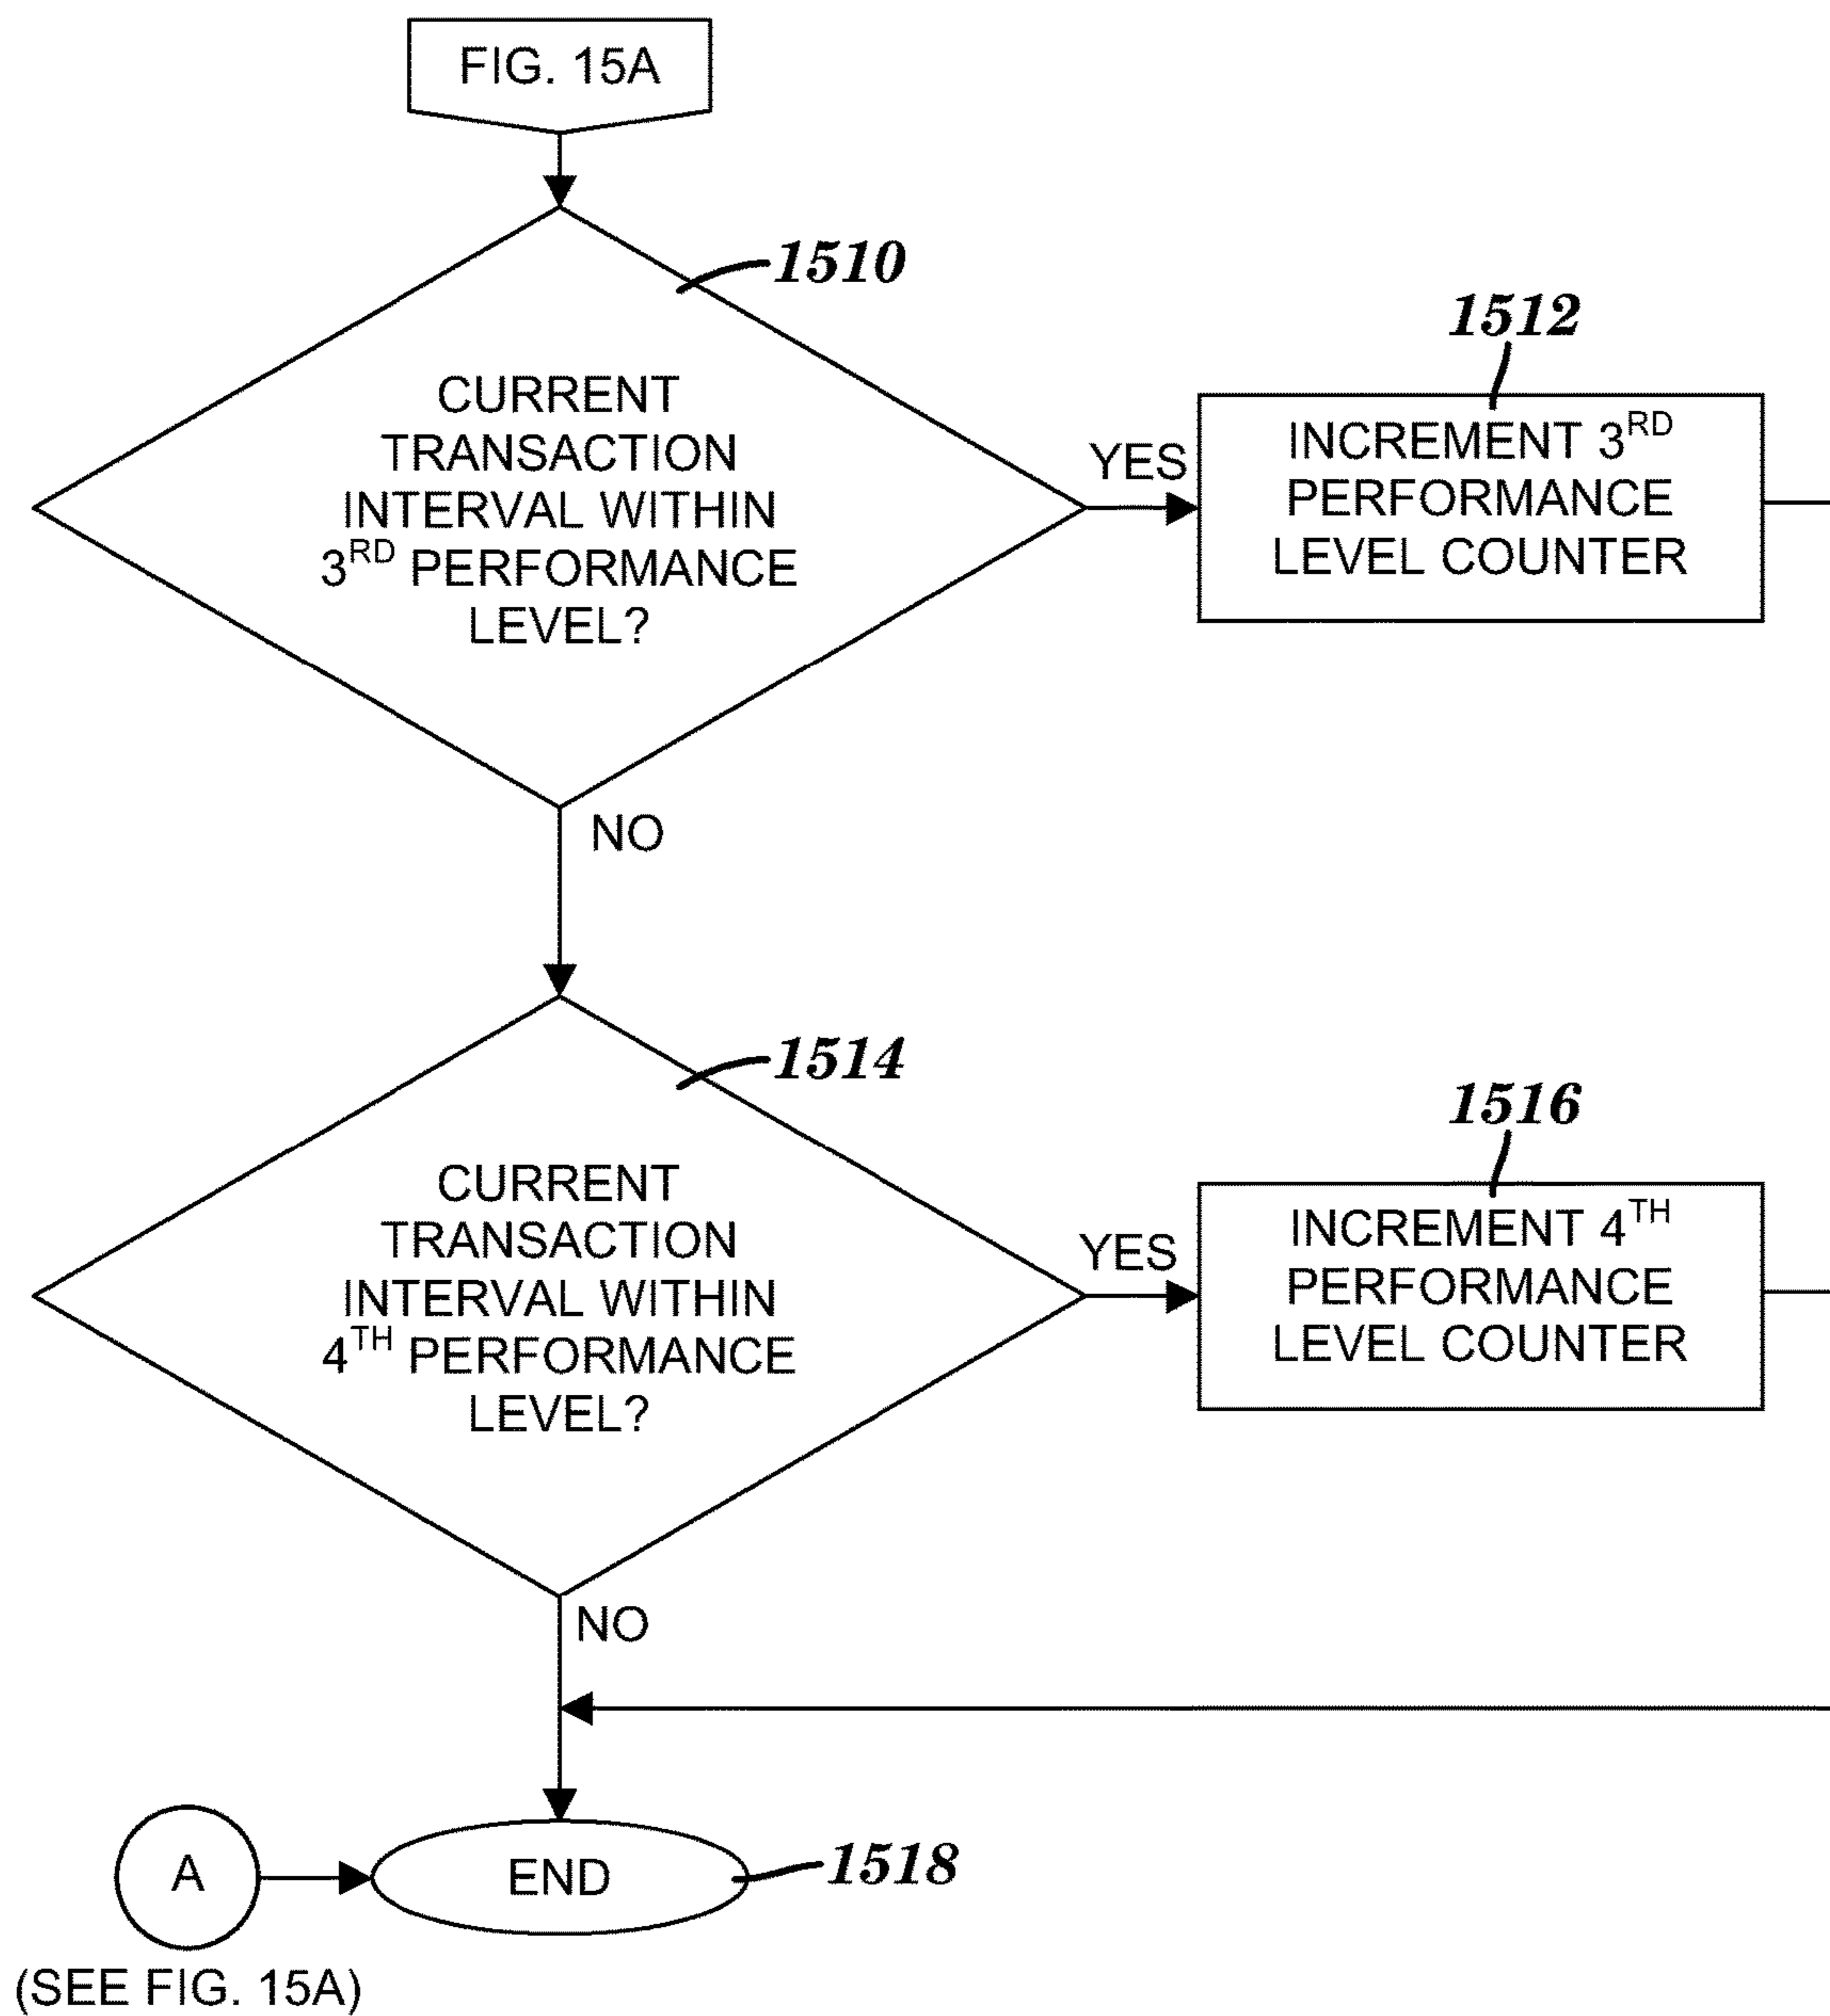 FIG. 15A
1510
CURRENT
TRANSACTION
INTERVAL WITHIN
3RD PERFORMANCE
LEVEL?
YES
1512
INCREMENT 3RD
PERFORMANCE
LEVEL COUNTER
NO
1514
CURRENT
TRANSACTION
INTERVAL WITHIN
4TH PERFORMANCE
LEVEL?
YES
1516
INCREMENT 4TH
PERFORMANCE
LEVEL COUNTER
NO
A
END
1518
(SEE FIG. 15A)